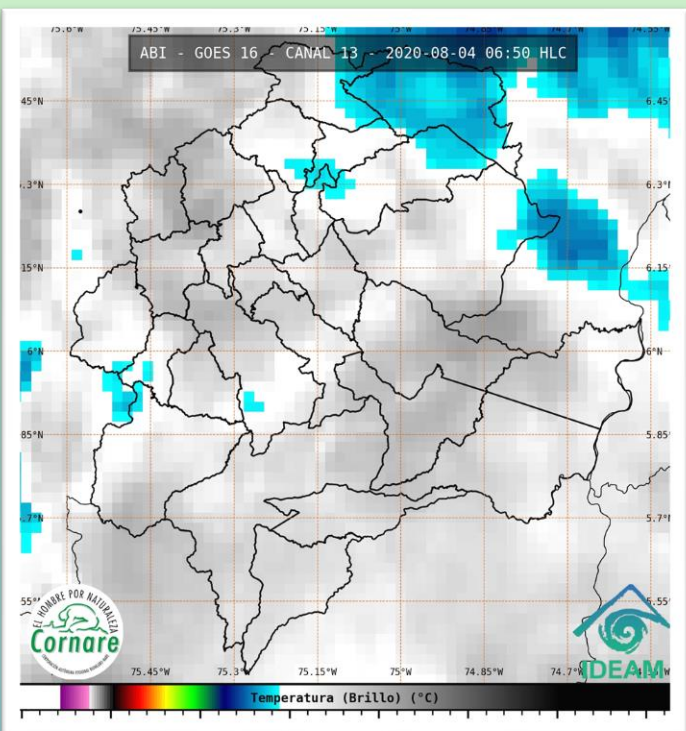 75.6°W 75.45°W 75.3°W 75.15°W 75°W 74.85°W 74.7°W 74.55°W
ABI - GOES 16 - CANAL 13 - 2020-08-04 06:50 HLC
45°N 6.45°
.3°N 6.3°N
15°N 6.15°
6°N 6°N
85°N 5.85°
.7°N 5.7°N
55°N 5.55°
EL HOMBRE POR NATURALEZA
Cornare
IDEAM
75.45°W 75.3°W 75.15°W 75°W 74.85°W 74.7°W
Temperatura (Brillo) (°C)